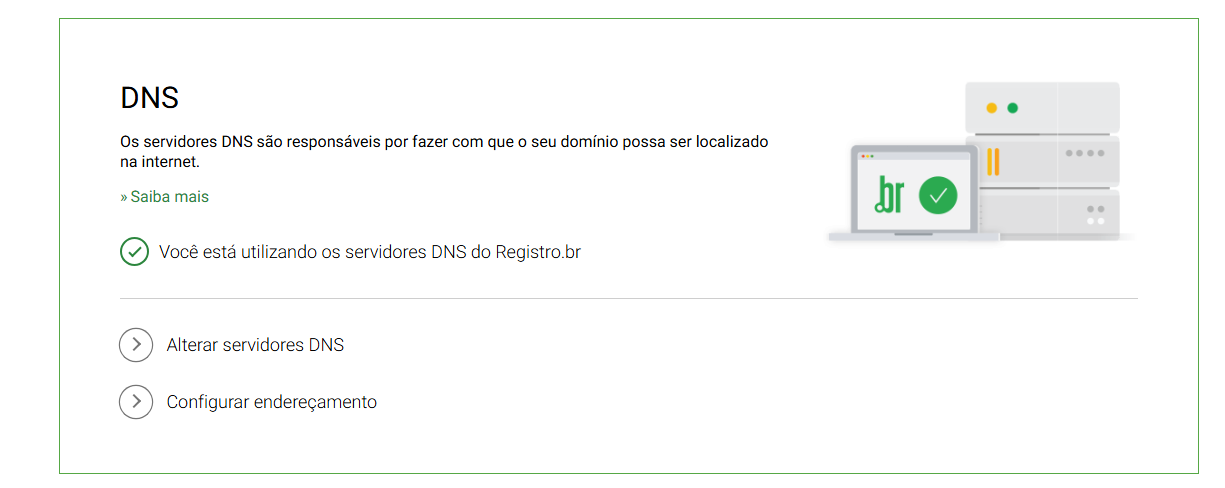 DNS
Os servidores DNS são responsáveis por fazer com que o seu domínio possa ser localizado
na internet.
» Saiba mais
.br
Você está utilizando os servidores DNS do Registro.br
Alterar servidores DNS
Configurar endereçamento